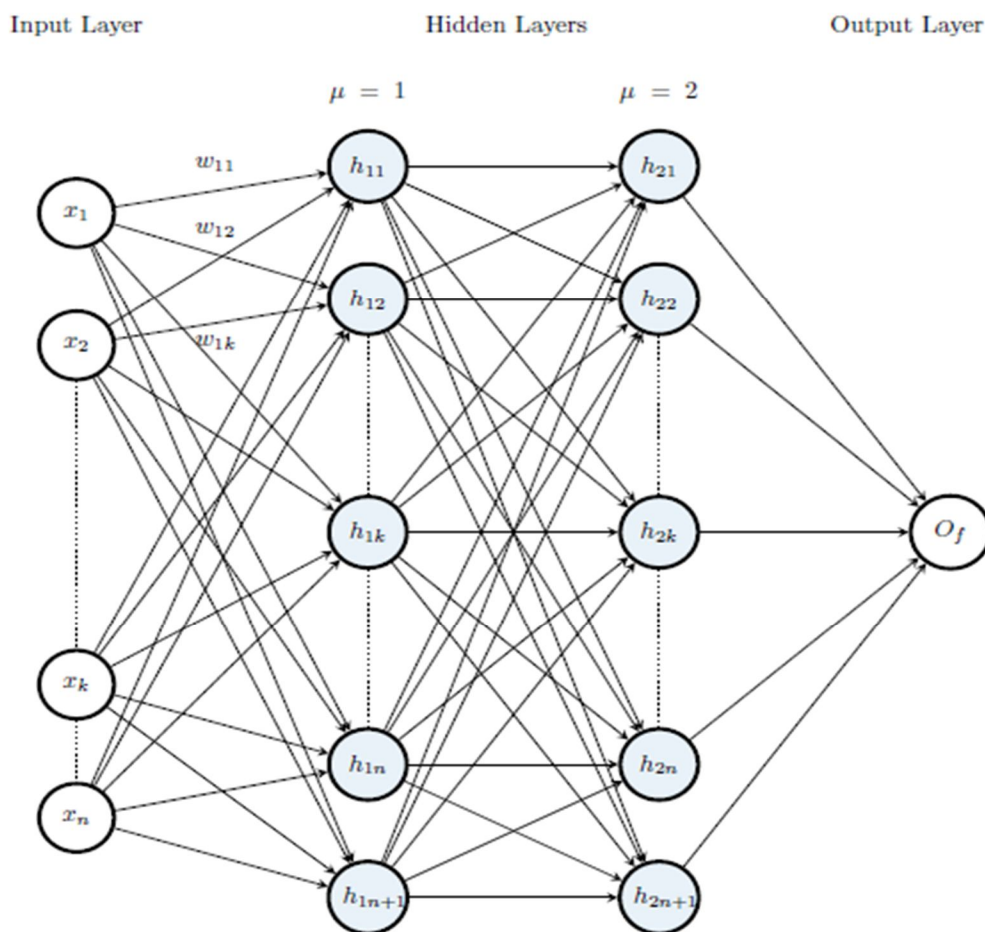 Input Layer Hidden Layers Output Layer
μ = 1 μ = 2
w₁₁ h₁₁ h₂₁
x₁
w₁₂
h₁₂ h₂₂
x₂ w₁ₖ
h₁ₖ h₂ₖ O_f
xₖ
h₁ₙ h₂ₙ
xₙ
h₁ₙ₊₁ h₂ₙ₊₁